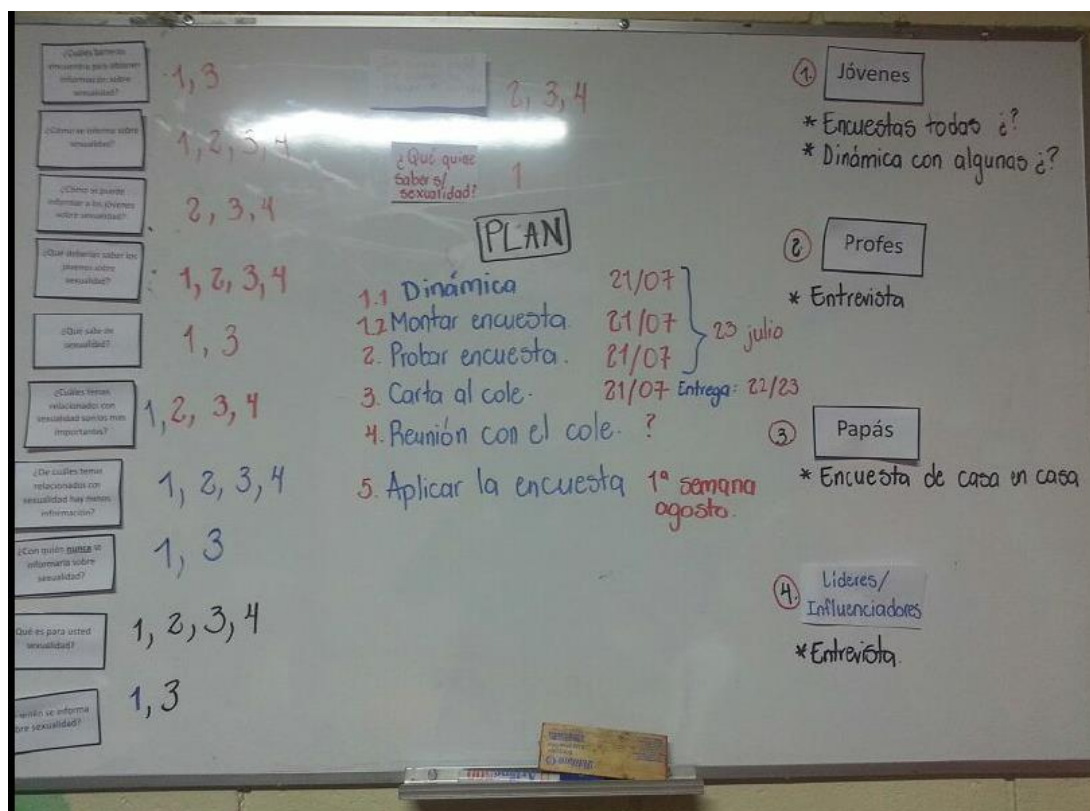 ¿Cuáles barreras
encuentra para obtener
información sobre
sexualidad?
1, 3
¿Cómo se informa sobre
sexualidad?
1, 2, 3, 4
¿Cómo se puede
informar a los jóvenes
sobre sexualidad?
2, 3, 4
¿Qué deberían saber los
jóvenes sobre
sexualidad?
1, 2, 3, 4
¿Qué sabe de
sexualidad?
1, 3
¿Cuáles temas
relacionados con
sexualidad son los más
importantes?
1, 2, 3, 4
¿De cuáles temas
relacionados con
sexualidad hay menos
información?
1, 2, 3, 4
¿Con quién nunca se
informaría sobre
sexualidad?
1, 3
Qué es para usted
sexualidad?
1, 2, 3, 4
se informa
sexualidad?
1, 3
2, 3, 4
¿Qué quiere
saber s/
sexualidad?
1
PLAN
1.1 Dinámica 21/07
1.2 Montar encuesta. 21/07
2. Probar encuesta. 21/07
23 julio
3. Carta al cole. 21/07 Entrega: 22/23
4. Reunión con el cole. ?
5. Aplicar la encuesta 1ª semana
agosto.
1. Jóvenes
* Encuestas todas ¿?
* Dinámica con algunas ¿?
2 Profes
* Entrevista
3 Papás
* Encuesta de casa en casa
4. Líderes/
Influenciadores
* Entrevista.